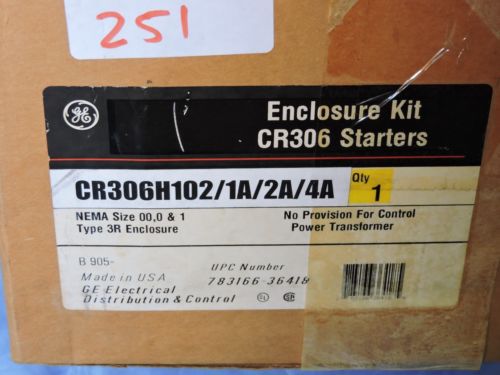 251
GE
Enclosure Kit
CR306 Starters
CR306H102/1A/2A/4A
Qty
1
NEMA Size 00,0 & 1
Type 3R Enclosure
No Provision For Control
Power Transformer
B 905-
Made in USA
GE Electrical
Distribution & Control
UPC Number
783166-36418
UL
SA